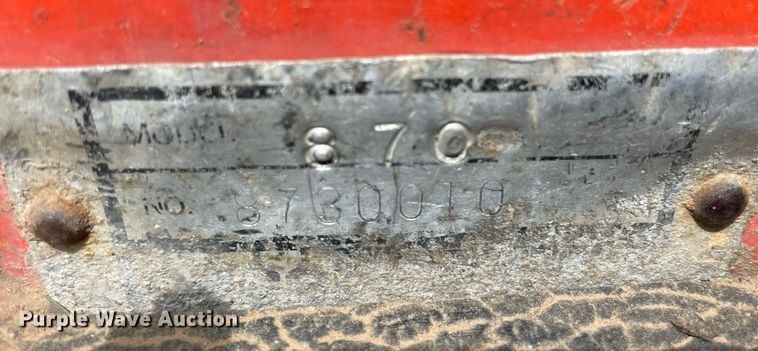 MODEL 870
NO. 8730010
Purple Wave Auction